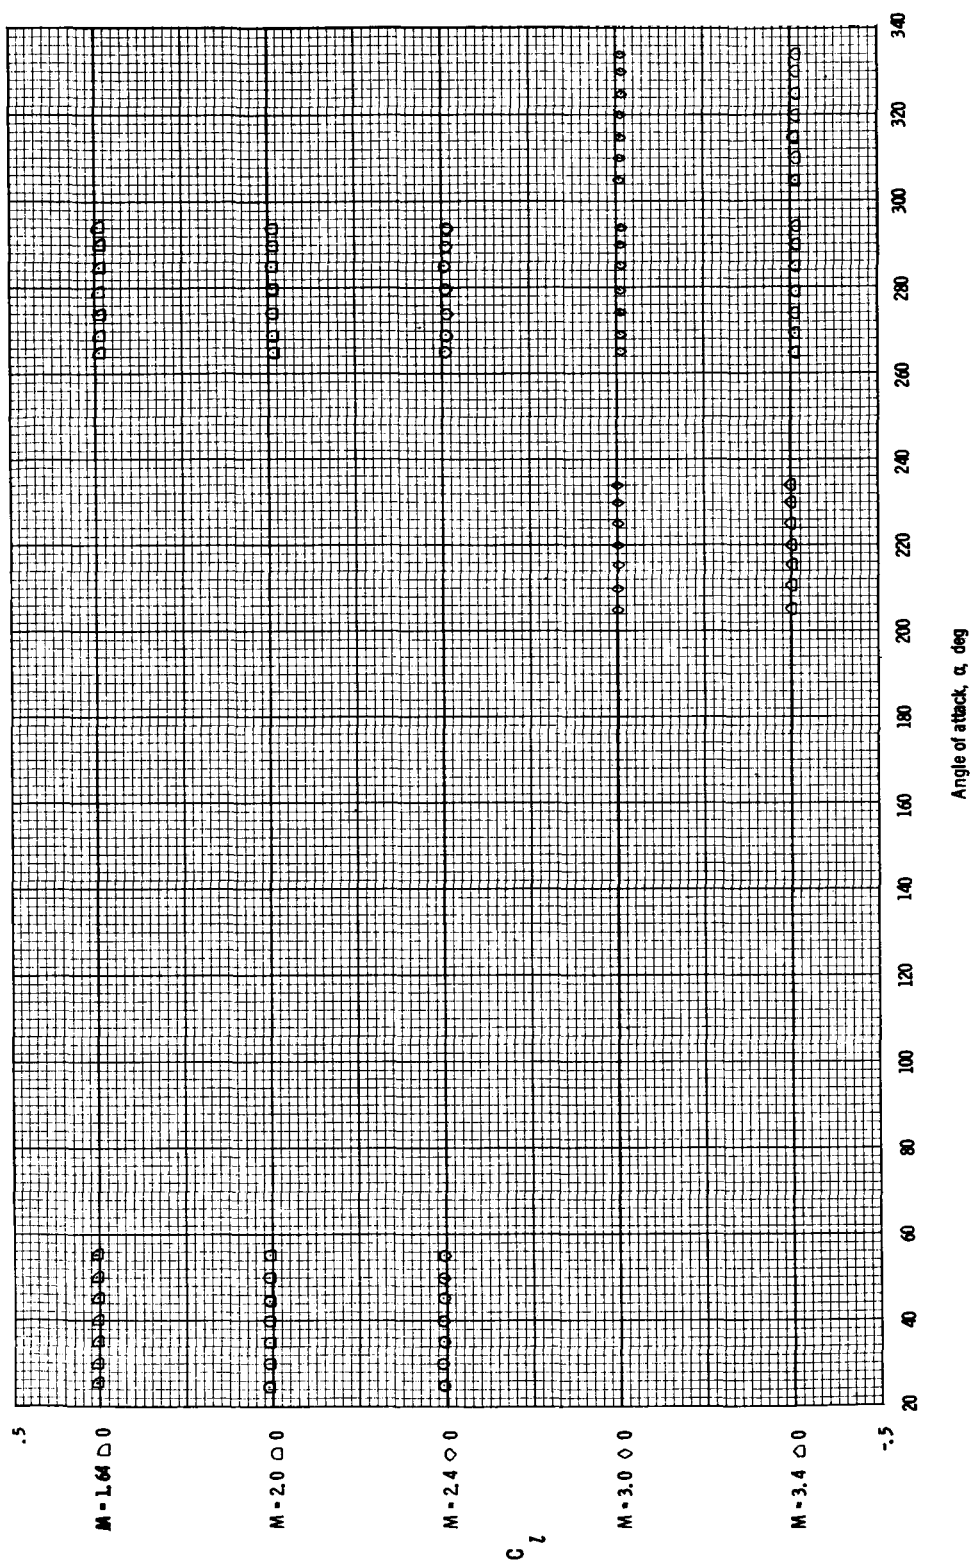 .5
M = 1.64 0
M = 2.0 0
M = 2.4 0
M = 3.0 0
M = 3.4 0
-.5
C l
20 40 60 80 100 120 140 160 180 200 220 240 260 280 300 320 340
Angle of attack, α, deg